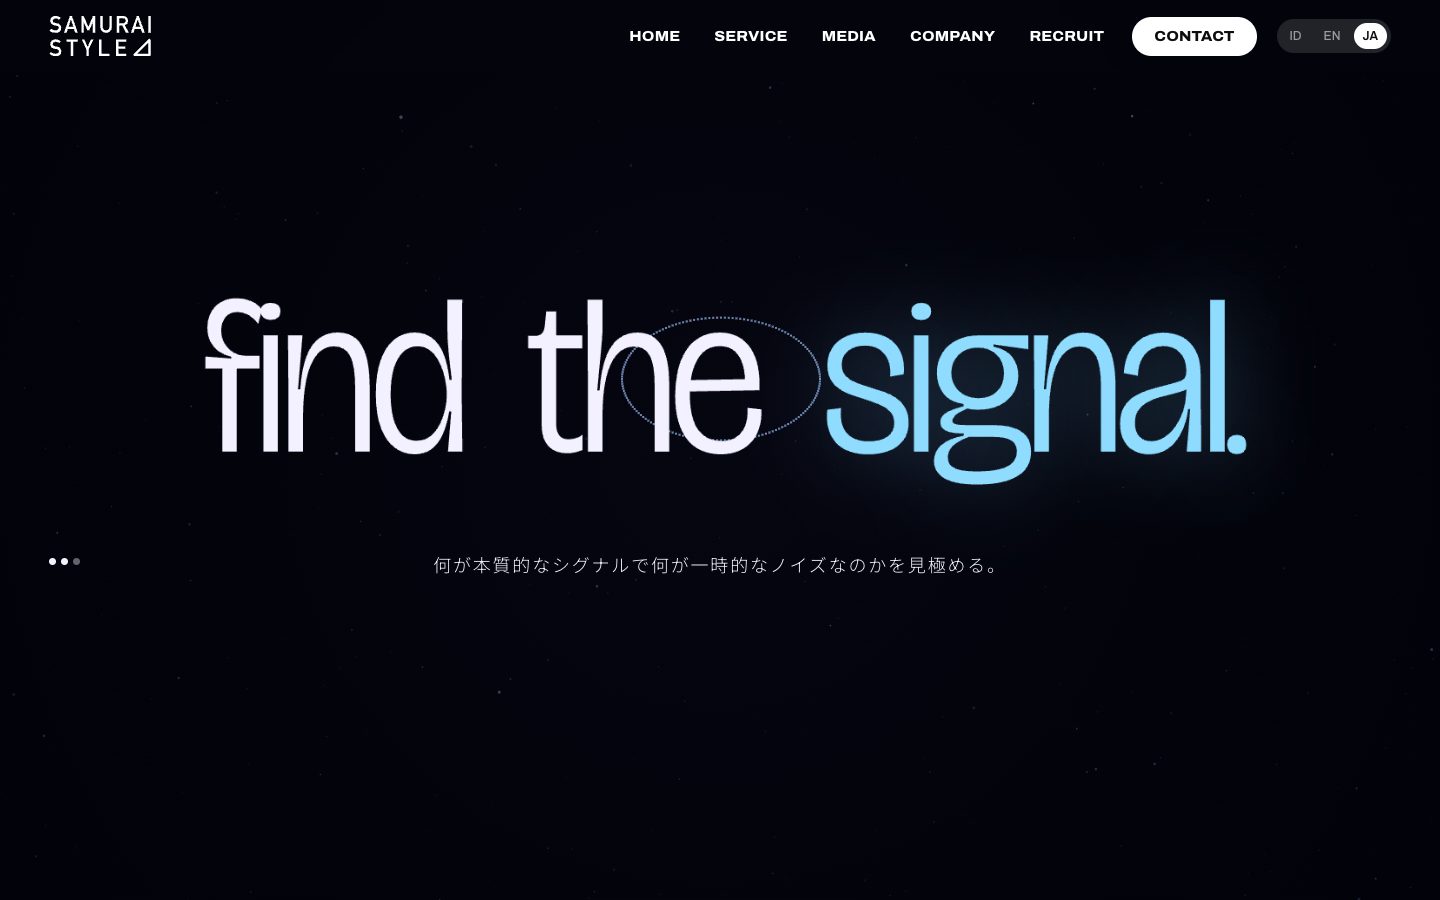 SAMURAI
STYLE
HOME SERVICE MEDIA COMPANY RECRUIT CONTACT ID EN JA
find the signal.
何が本質的なシグナルで何が一時的なノイズなのかを見極める。